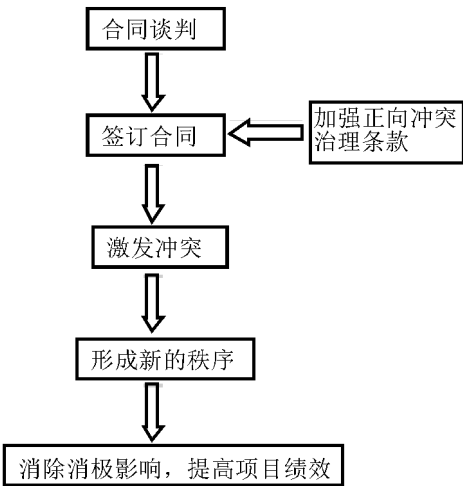 合同谈判
签订合同
加强正向冲突
治理条款
激发冲突
形成新的秩序
消除消极影响，提高项目绩效